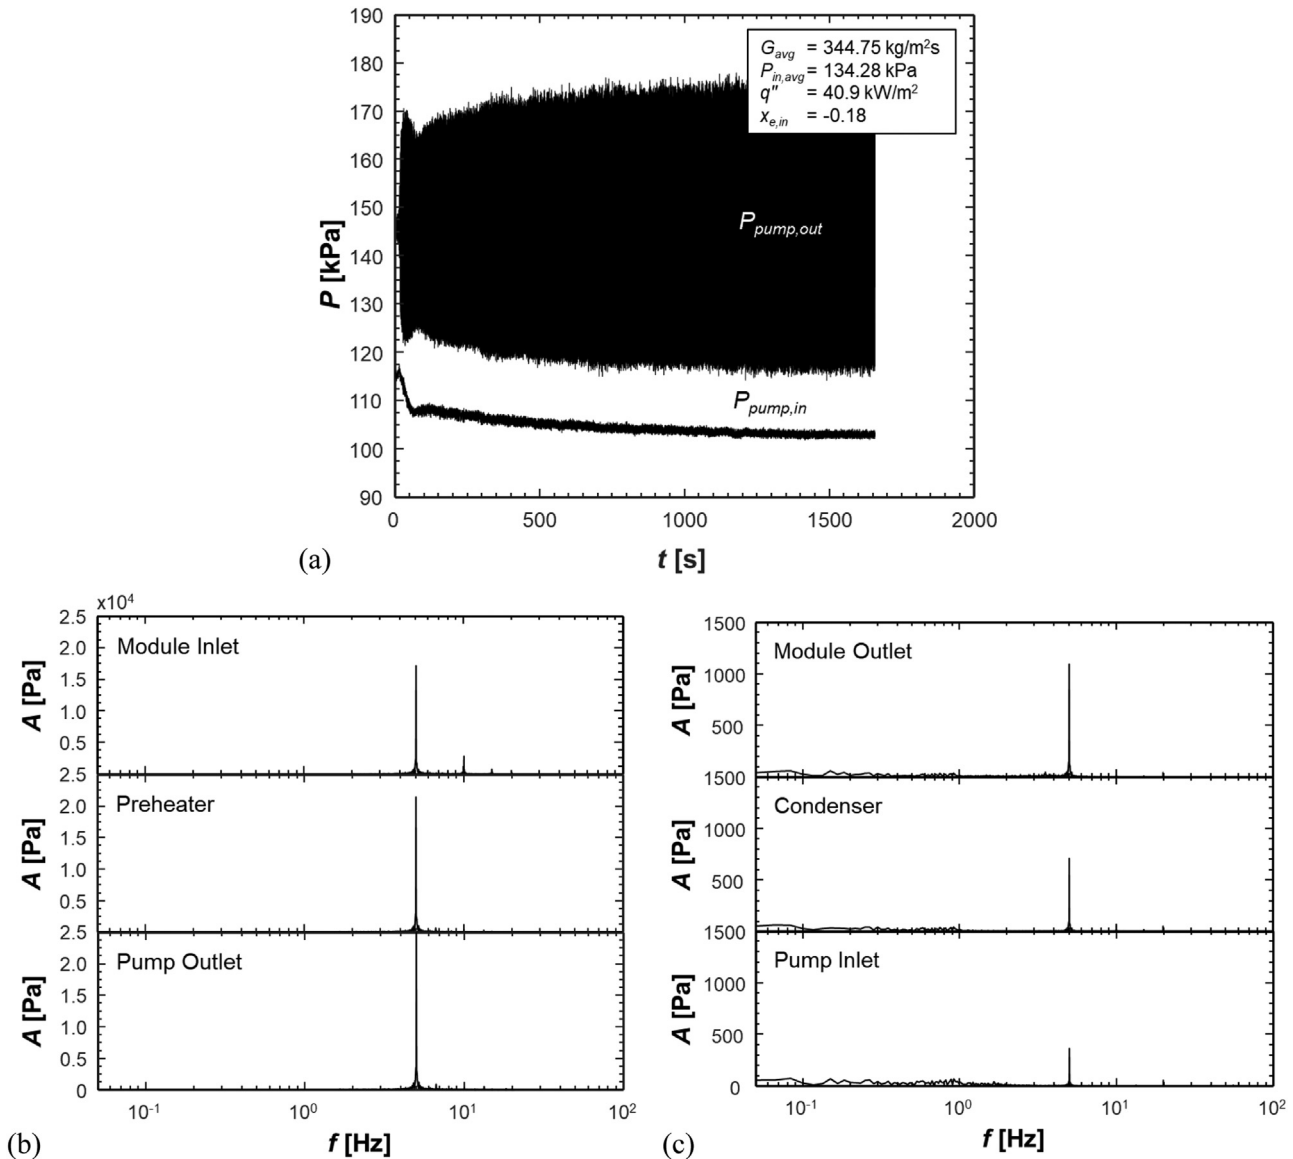 190
180
170
160
150
140
130
120
110
100
90
P [kPa]
G_avg = 344.75 kg/m²s
P_in,avg = 134.28 kPa
q" = 40.9 kW/m²
x_e,in = -0.18
P_pump,out
P_pump,in
0 500 1000 1500 2000
(a) t [s]
x10⁴
2.5
2.0
1.5
1.0
0.5
A [Pa]
Module Inlet
2.5
2.0
1.5
1.0
0.5
A [Pa]
Preheater
2.5
2.0
1.5
1.0
0.5
0
A [Pa]
Pump Outlet
10⁻¹ 10⁰ 10¹ 10²
(b) f [Hz]
1500
1000
500
A [Pa]
Module Outlet
1500
1000
500
A [Pa]
Condenser
1500
1000
500
0
A [Pa]
Pump Inlet
10⁻¹ 10⁰ 10¹ 10²
(c) f [Hz]